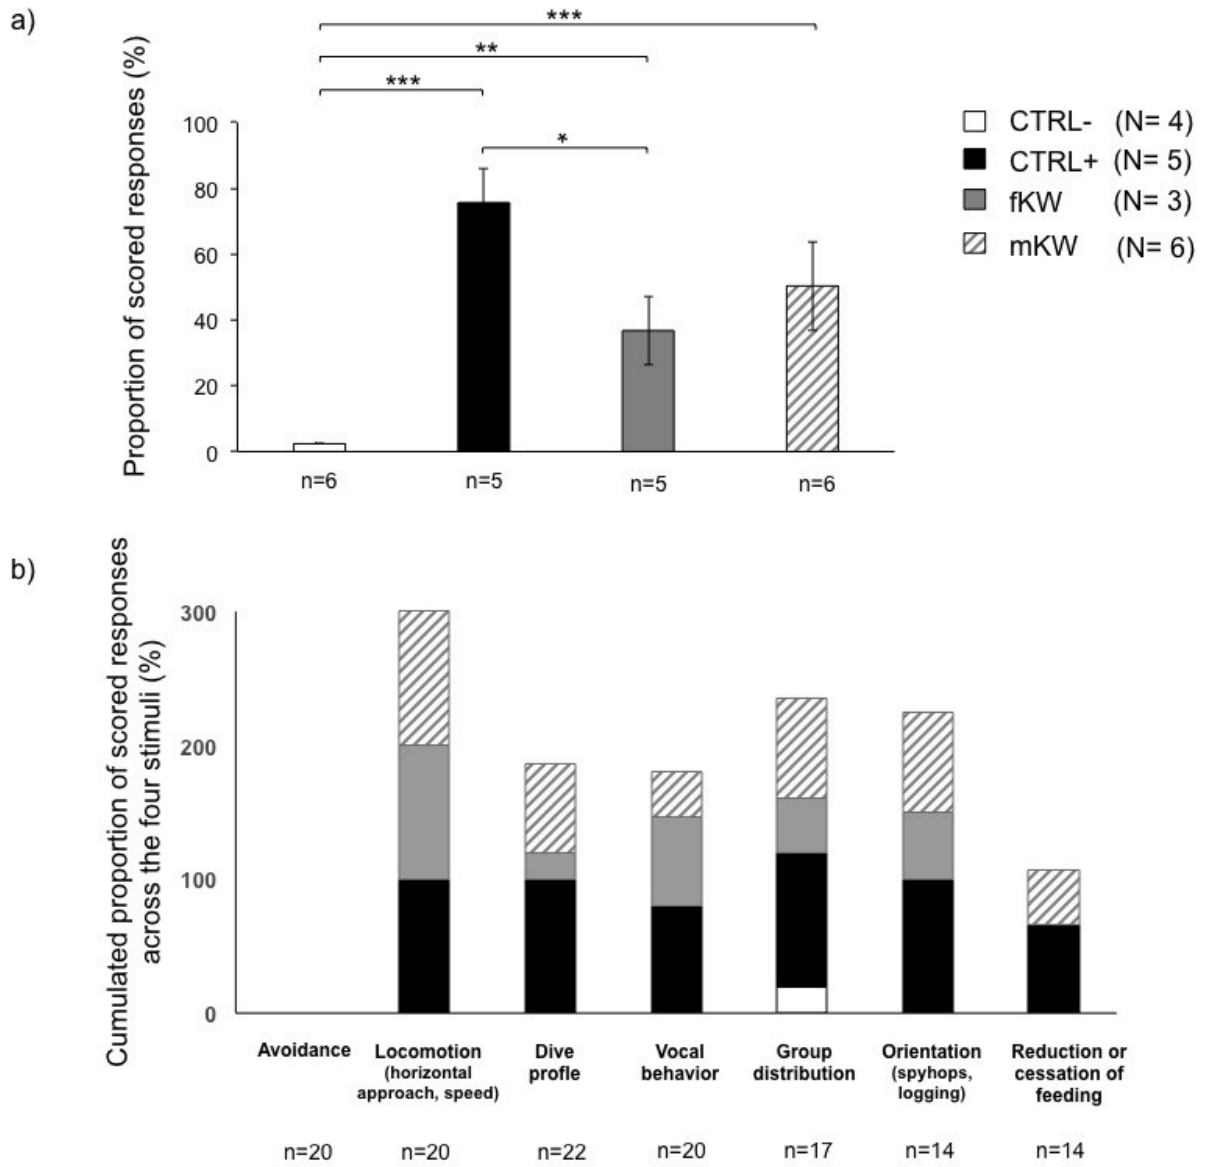 a)
Proportion of scored responses (%)
***
**
***
*
100
80
60
40
20
0
n=6 n=5 n=5 n=6
CTRL- (N= 4)
CTRL+ (N= 5)
fKW (N= 3)
mKW (N= 6)
b)
Cumulated proportion of scored responses
across the four stimuli (%)
300
200
100
0
Avoidance
Locomotion
(horizontal
approach, speed)
Dive
profle
Vocal
behavior
Group
distribution
Orientation
(spyhops,
logging)
Reduction or
cessation of
feeding
n=20 n=20 n=22 n=20 n=17 n=14 n=14